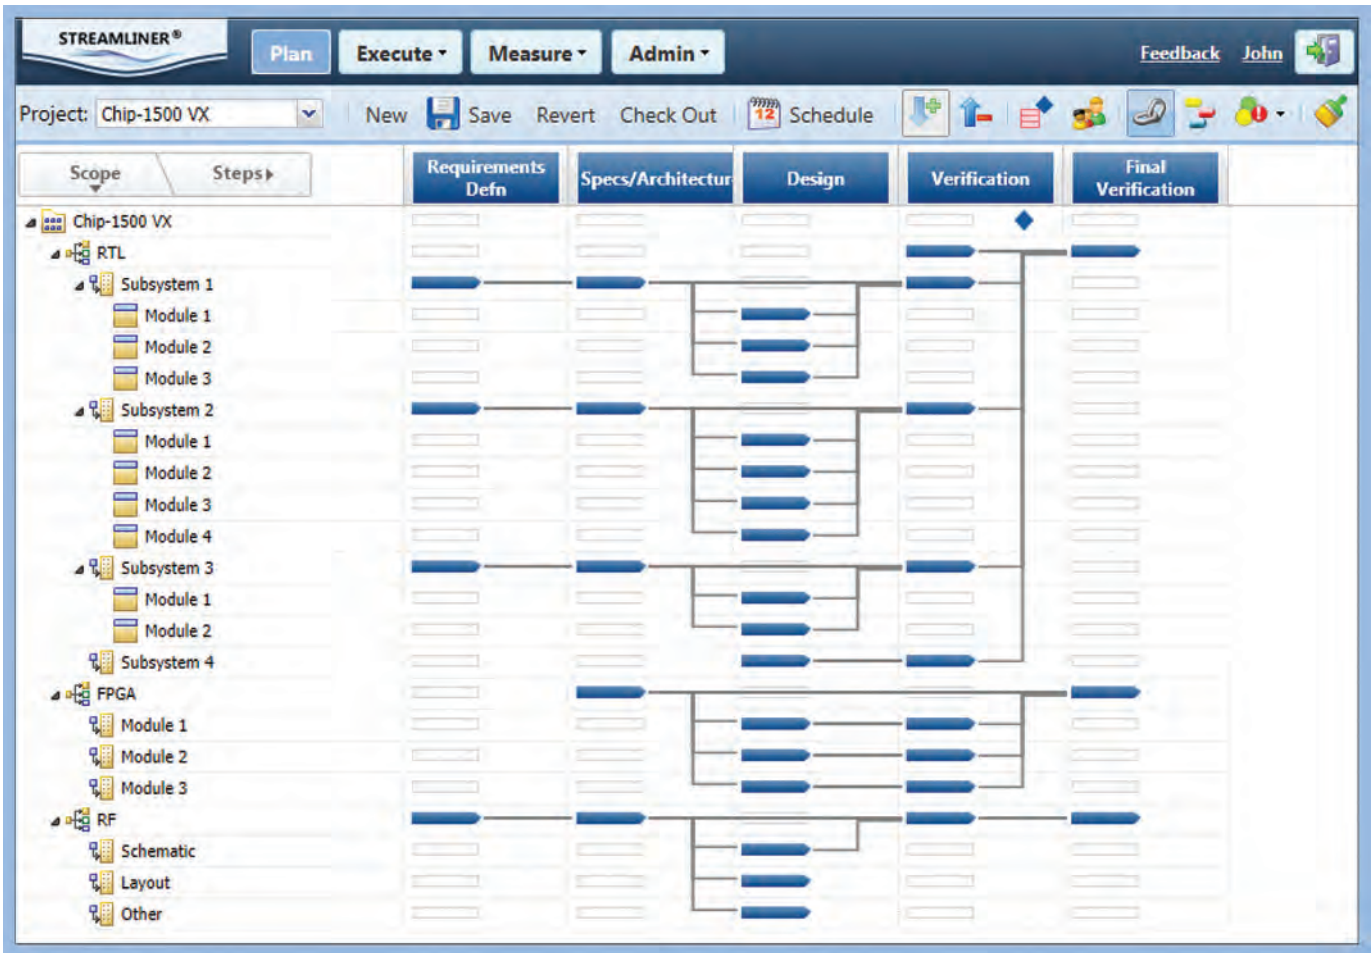 STREAMLINER®
Plan Execute Measure Admin Feedback John
Project: Chip-1500 VX New Save Revert Check Out 12 Schedule
Scope Steps
Requirements Defn Specs/Architectur Design Verification Final Verification
Chip-1500 VX
RTL
Subsystem 1
Module 1
Module 2
Module 3
Subsystem 2
Module 1
Module 2
Module 3
Module 4
Subsystem 3
Module 1
Module 2
Subsystem 4
FPGA
Module 1
Module 2
Module 3
RF
Schematic
Layout
Other